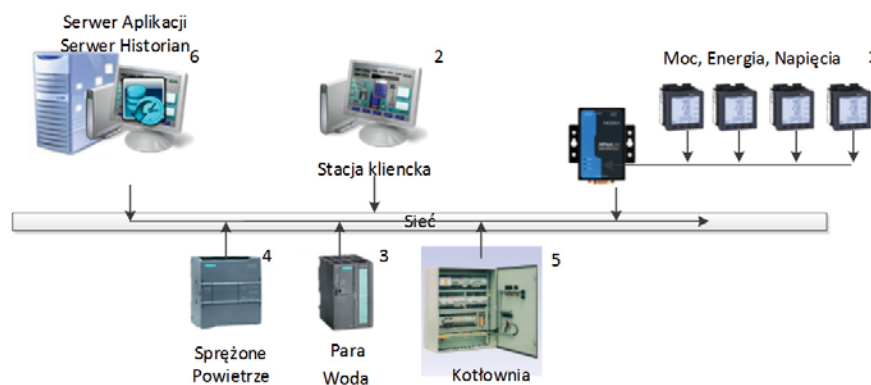 Serwer Aplikacji
Serwer Historian
6
2
Moc, Energia, Napięcia
Stacja kliencka
Sieć
4
3
5
Sprężone
Powietrze
Para
Woda
Kotłownia